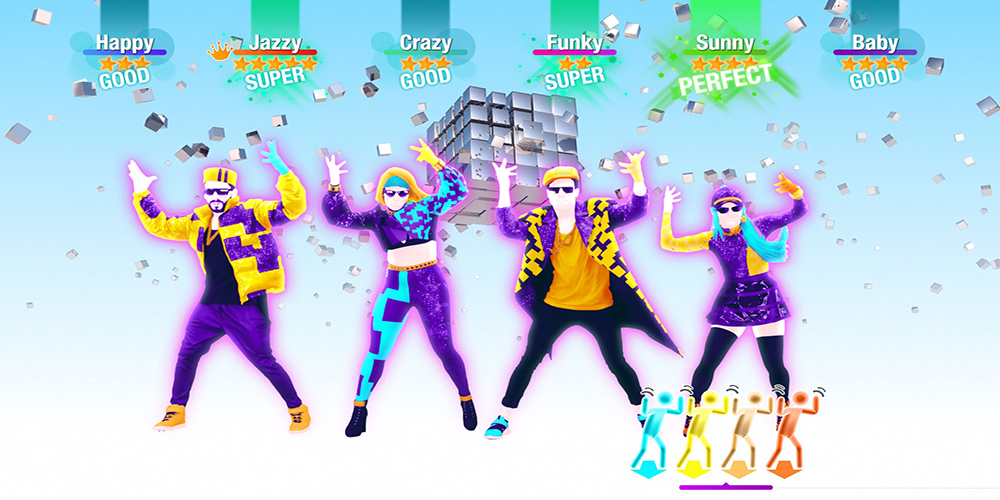 Happy
GOOD
Jazzy
SUPER
Crazy
GOOD
Funky
SUPER
Sunny
PERFECT
Baby
GOOD